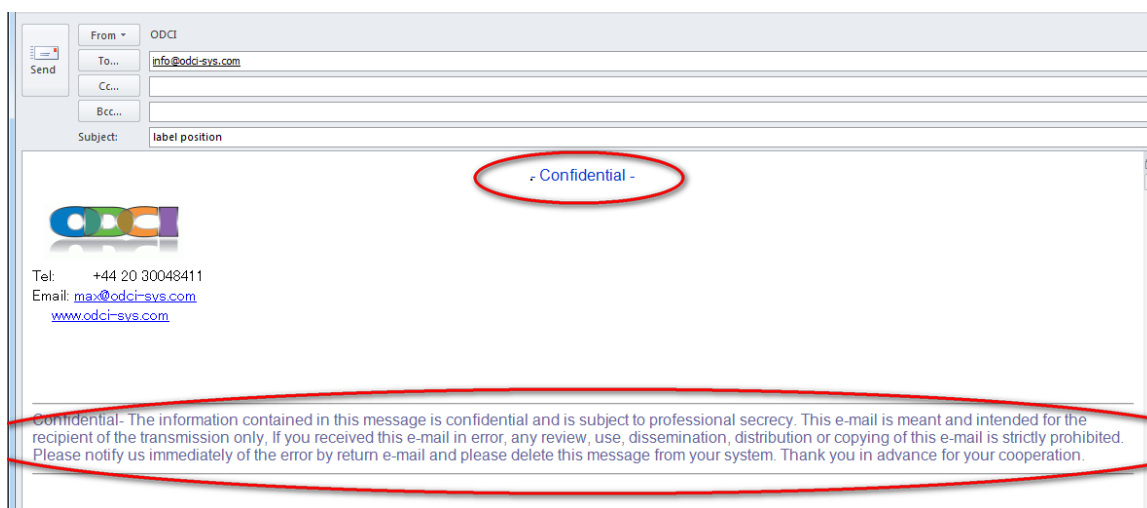 From
ODCI
Send
To...
info@odci-sys.com
Cc...
Bcc...
Subject:
label position
- Confidential -
ODCI
Tel: +44 20 30048411
Email: max@odci-sys.com
www.odci-sys.com
Confidential- The information contained in this message is confidential and is subject to professional secrecy. This e-mail is meant and intended for the
recipient of the transmission only, If you received this e-mail in error, any review, use, dissemination, distribution or copying of this e-mail is strictly prohibited.
Please notify us immediately of the error by return e-mail and please delete this message from your system. Thank you in advance for your cooperation.